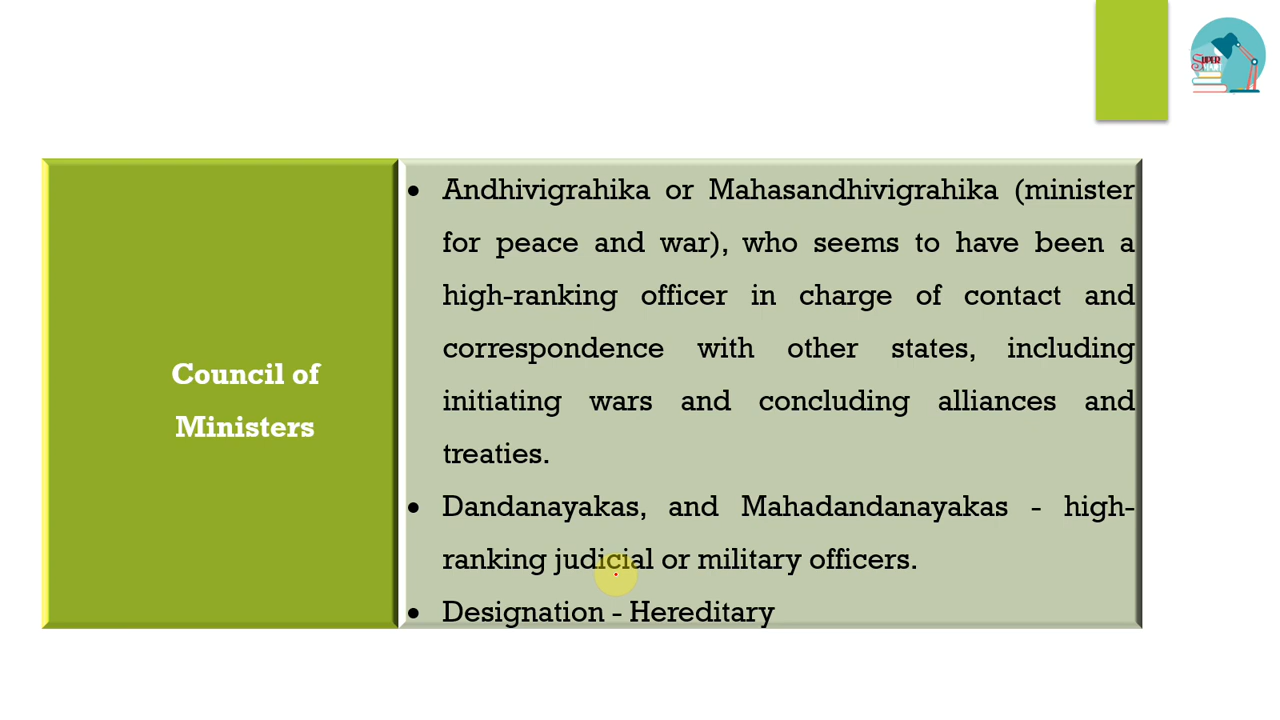 SUPER
Council of
Ministers
• Andhivigrahika or Mahasandhivigrahika (minister
for peace and war), who seems to have been a
high-ranking officer in charge of contact and
correspondence with other states, including
initiating wars and concluding alliances and
treaties.
• Dandanayakas, and Mahadandanayakas - high-
ranking judicial or military officers.
• Designation - Hereditary